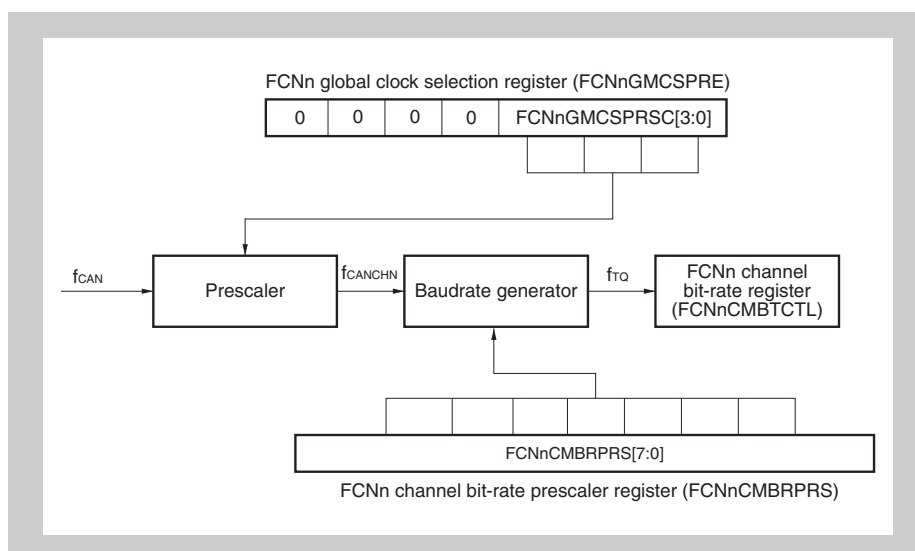 FCNn global clock selection register (FCNnGMCSPRE)
0 0 0 0 FCNnGMCSPRSC[3:0]
fCAN
Prescaler
fCANCHN
Baudrate generator
fTQ
FCNn channel
bit-rate register
(FCNnCMBTCTL)
FCNnCMBRPRS[7:0]
FCNn channel bit-rate prescaler register (FCNnCMBRPRS)